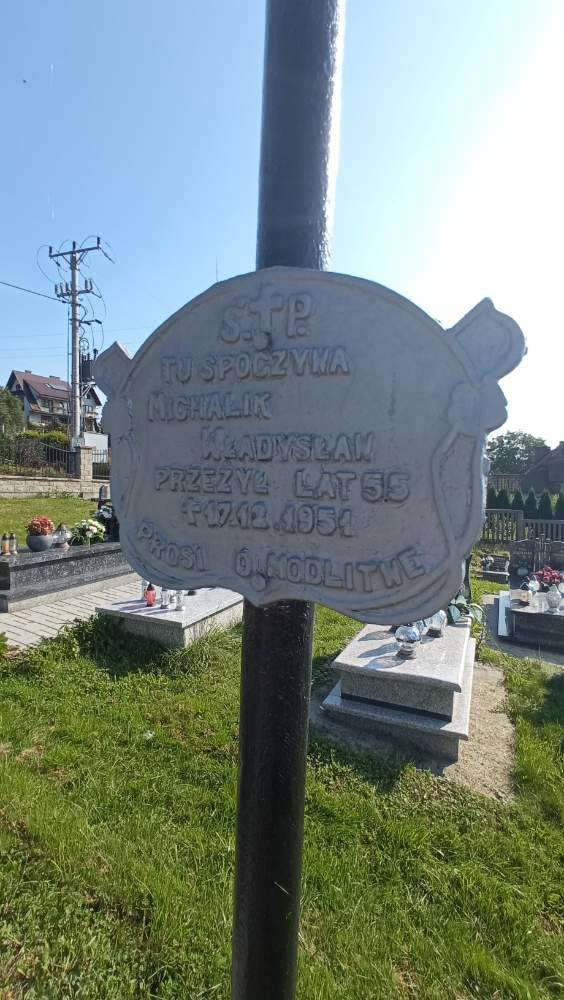 Ś.†P.
TU SPOCZYWA
MICHALIK
WŁADYSŁAW
PRZEŻYŁ LAT 55
†17.12.1951
PROSI O MODLITWĘ